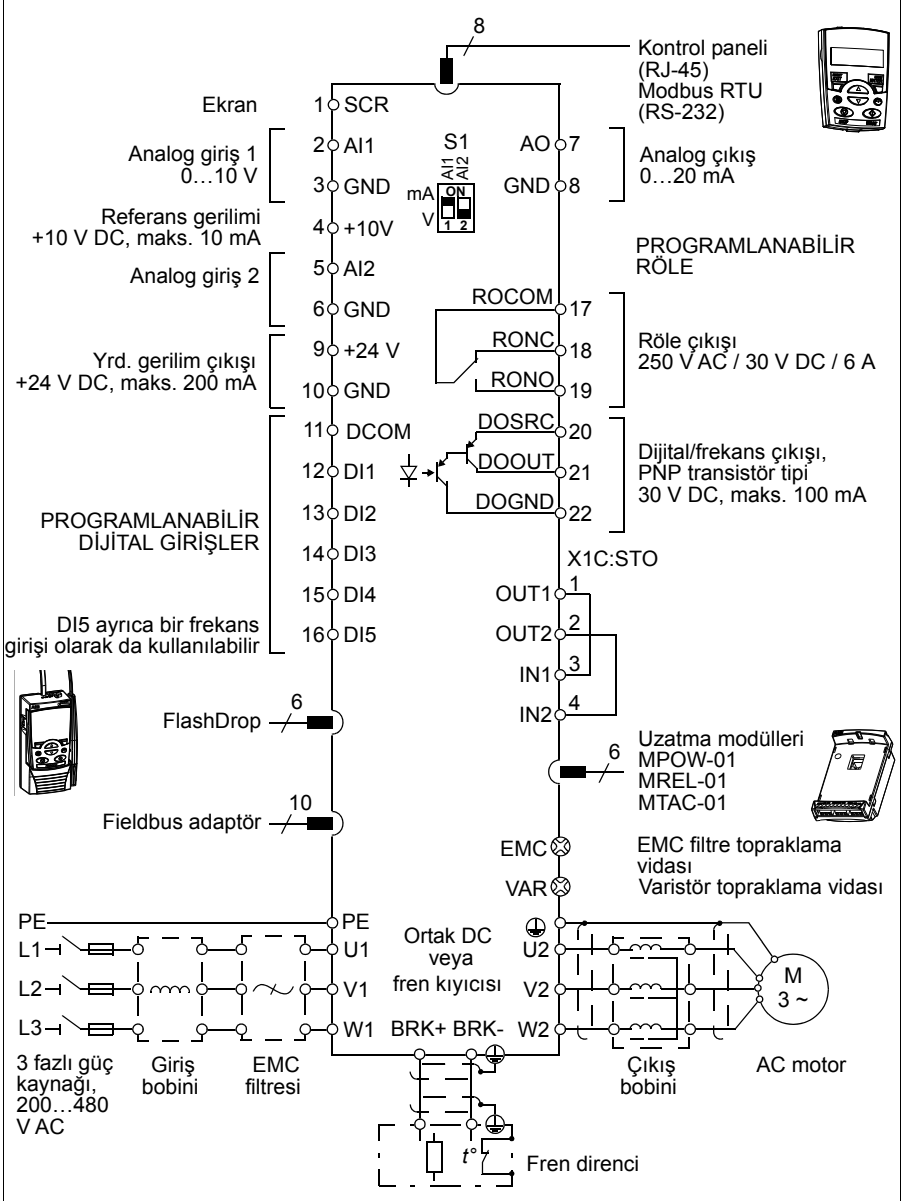 8
Kontrol paneli
(RJ-45)
Modbus RTU
(RS-232)
Ekran 1 SCR
Analog giriş 1
0…10 V
2 AI1
3 GND
S1
AI1
AI2
mA
V
ON
1 2
AO 7
GND 8
Analog çıkış
0…20 mA
Referans gerilimi
+10 V DC, maks. 10 mA
4 +10V
Analog giriş 2
5 AI2
6 GND
PROGRAMLANABİLİR
RÖLE
ROCOM 17
RONC 18
RONO 19
Röle çıkışı
250 V AC / 30 V DC / 6 A
Yrd. gerilim çıkışı
+24 V DC, maks. 200 mA
9 +24 V
10 GND
11 DCOM
12 DI1
13 DI2
14 DI3
15 DI4
16 DI5
PROGRAMLANABİLİR
DİJİTAL GİRİŞLER
DI5 ayrıca bir frekans
girişi olarak da kullanılabilir
DOSRC 20
DOOUT 21
DOGND 22
Dijital/frekans çıkışı,
PNP transistör tipi
30 V DC, maks. 100 mA
X1C:STO
OUT1 1
OUT2 2
IN1 3
IN2 4
FlashDrop 6
6
Uzatma modülleri
MPOW-01
MREL-01
MTAC-01
Fieldbus adaptör 10
EMC
EMC filtre topraklama
vidası
VAR
Varistör topraklama vidası
PE PE
L1 U1
L2 V1
L3 W1
Ortak DC
veya
fren kıyıcısı
BRK+ BRK-
U2
V2
W2
M
3 ~
3 fazlı güç
kaynağı,
200…480
V AC
Giriş
bobini
EMC
filtresi
Çıkış
bobini
AC motor
t°
Fren direnci